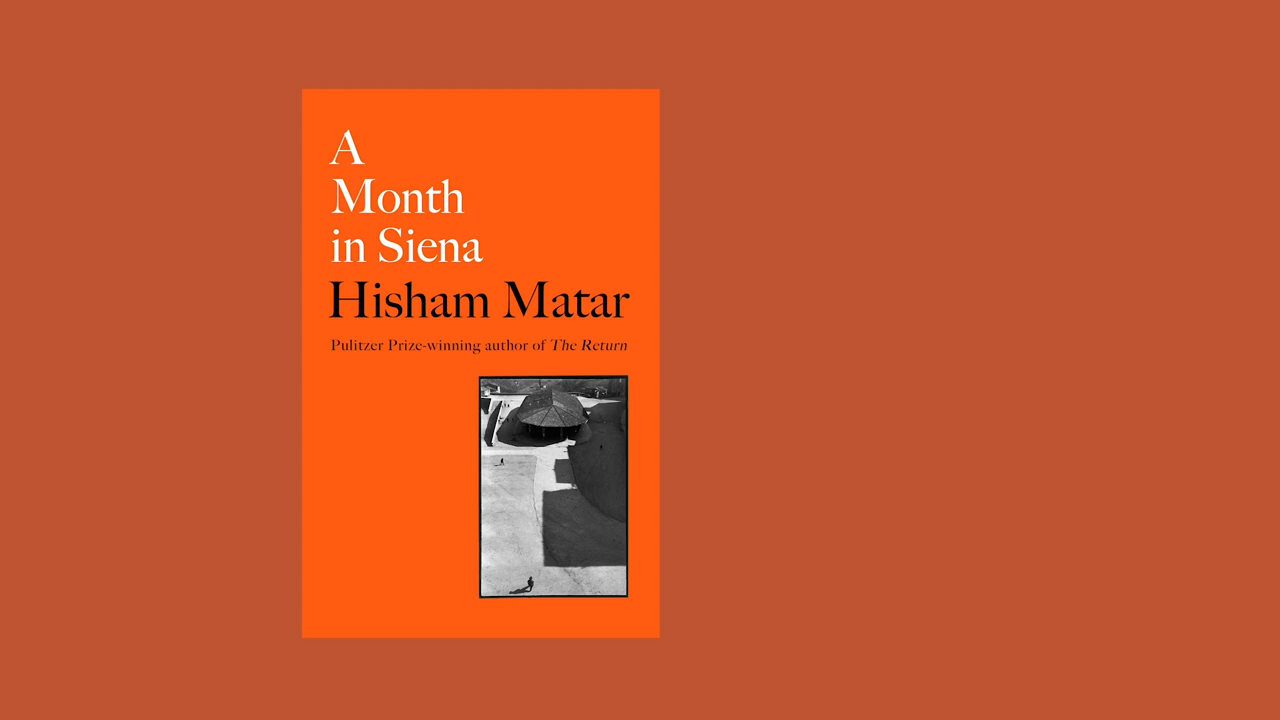 A
Month
in Siena
Hisham Matar
Pulitzer Prize-winning author of The Return